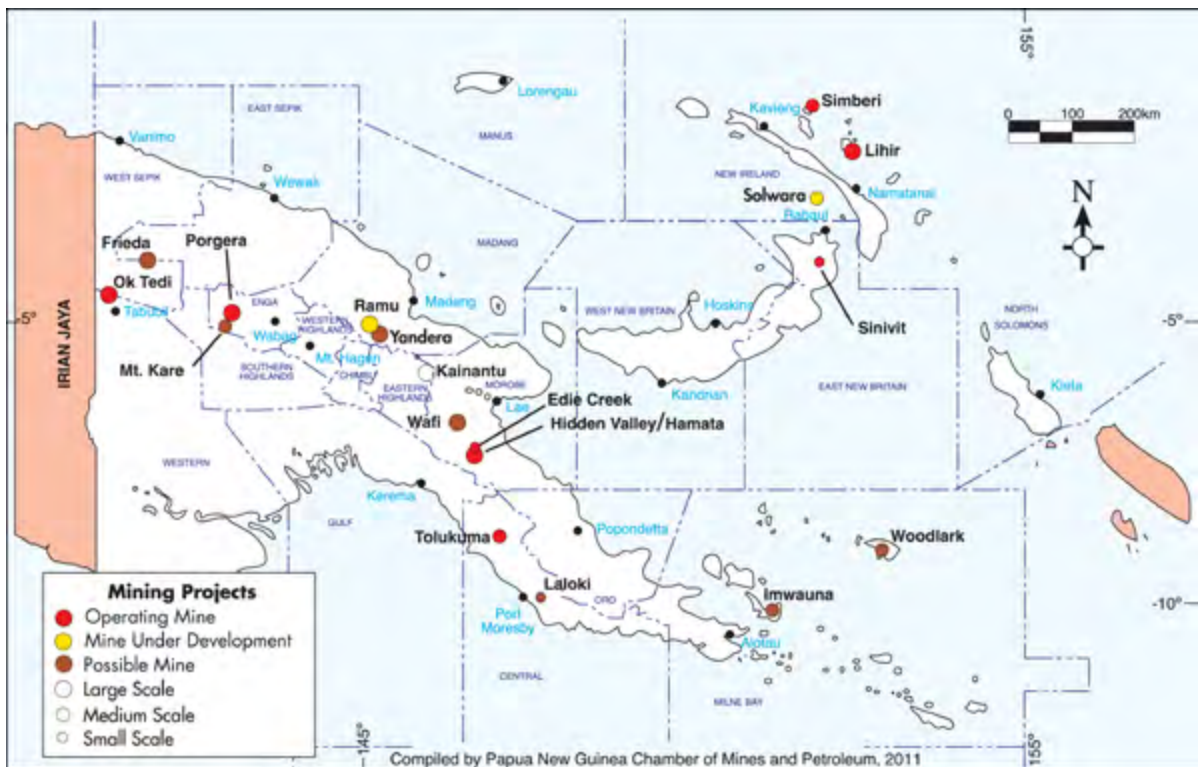 155°
Lorengau
Simberi
Kavieng
0 100 200km
EAST SEPIK
Vanimo
MANUS
Lihir
WEST SEPIK
NEW IRELAND
N
Wewak
Solwara
Namatanai
Rabaul
Frieda
Porgera
MADANG
Ok Tedi
Tabubil
ENGA
Ramu
Madang
WEST NEW BRITAIN
Hoskins
NORTH
SOLOMONS
5°
-5°
Wabag
WESTERN
HIGHLANDS
Yandera
Sinivit
IRIAN JAYA
Mt. Kare
Mt. Hagen
SOUTHERN
HIGHLANDS
CHIMBU
Kainantu
MOROBE
EASTERN
HIGHLANDS
Kandrian
EAST NEW BRITAIN
Kieta
Lae
Edie Creek
Wafi
Hidden Valley/Hamata
WESTERN
Kerema
GULF
Tolukuma
Popondetta
Woodlark
Laloki
ORO
Imwauna
Port
Moresby
-10°
Alotau
CENTRAL
MILNE BAY
Mining Projects
Operating Mine
Mine Under Development
Possible Mine
Large Scale
Medium Scale
Small Scale
-145°
155°
Compiled by Papua New Guinea Chamber of Mines and Petroleum, 2011